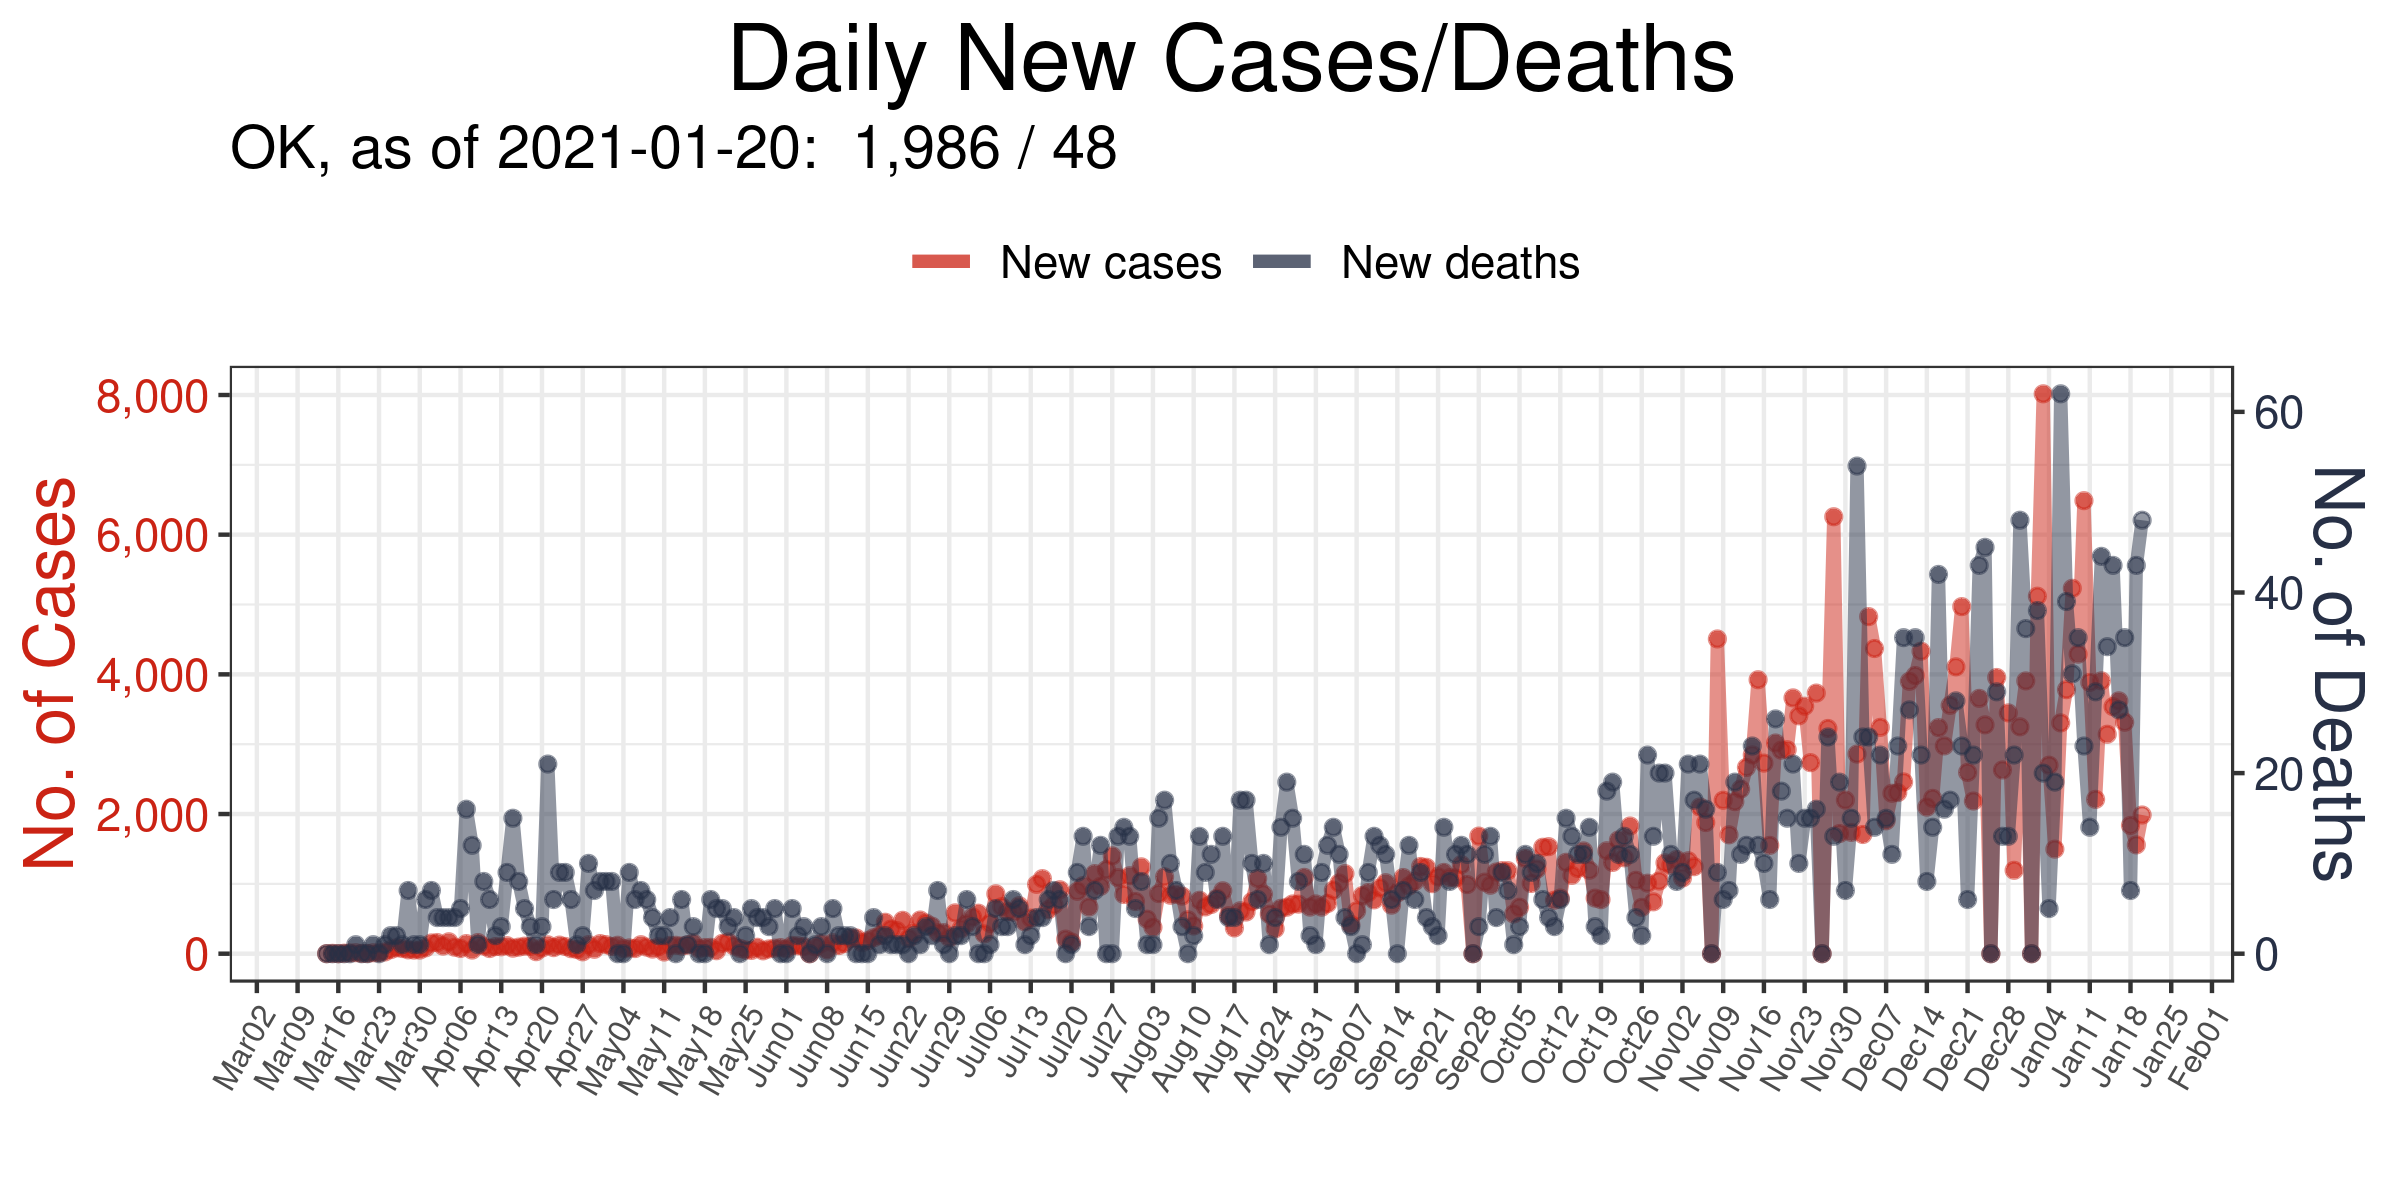 Daily New Cases/Deaths
OK, as of 2021-01-20:  1,986 / 48
New cases New deaths
No. of Cases
8,000
6,000
4,000
2,000
0
60
40
20
0
No. of Deaths
Mar02 Mar09 Mar16 Mar23 Mar30 Apr06 Apr13 Apr20 Apr27 May04 May11 May18 May25 Jun01 Jun08 Jun15 Jun22 Jun29 Jul06 Jul13 Jul20 Jul27 Aug03 Aug10 Aug17 Aug24 Aug31 Sep07 Sep14 Sep21 Sep28 Oct05 Oct12 Oct19 Oct26 Nov02 Nov09 Nov16 Nov23 Nov30 Dec07 Dec14 Dec21 Dec28 Jan04 Jan11 Jan18 Jan25 Feb01